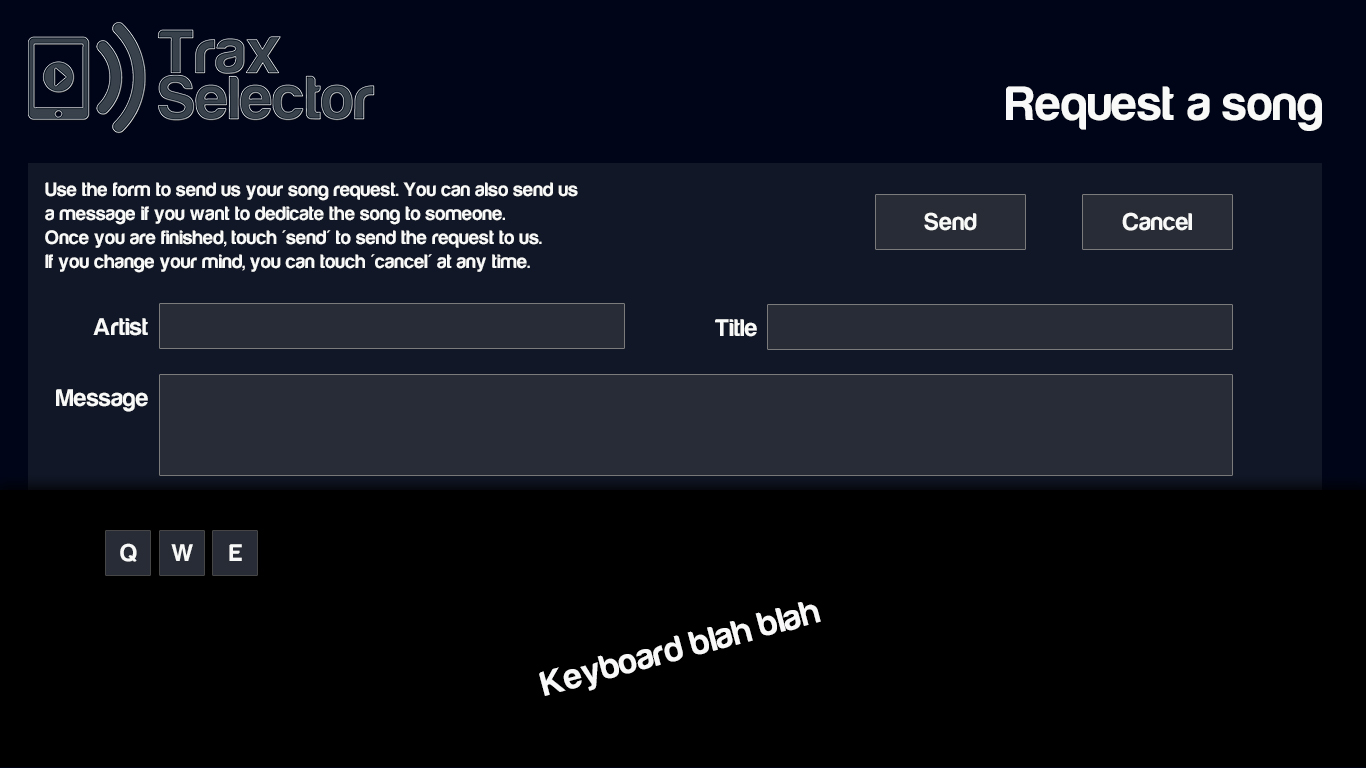 Trax
Selector
Request a song
Use the form to send us your song request. You can also send us
a message if you want to dedicate the song to someone.
Once you are finished, touch ´send´ to send the request to us.
If you change your mind, you can touch ´cancel´ at any time.
Send
Cancel
Artist
Title
Message
Q W E
Keyboard blah blah